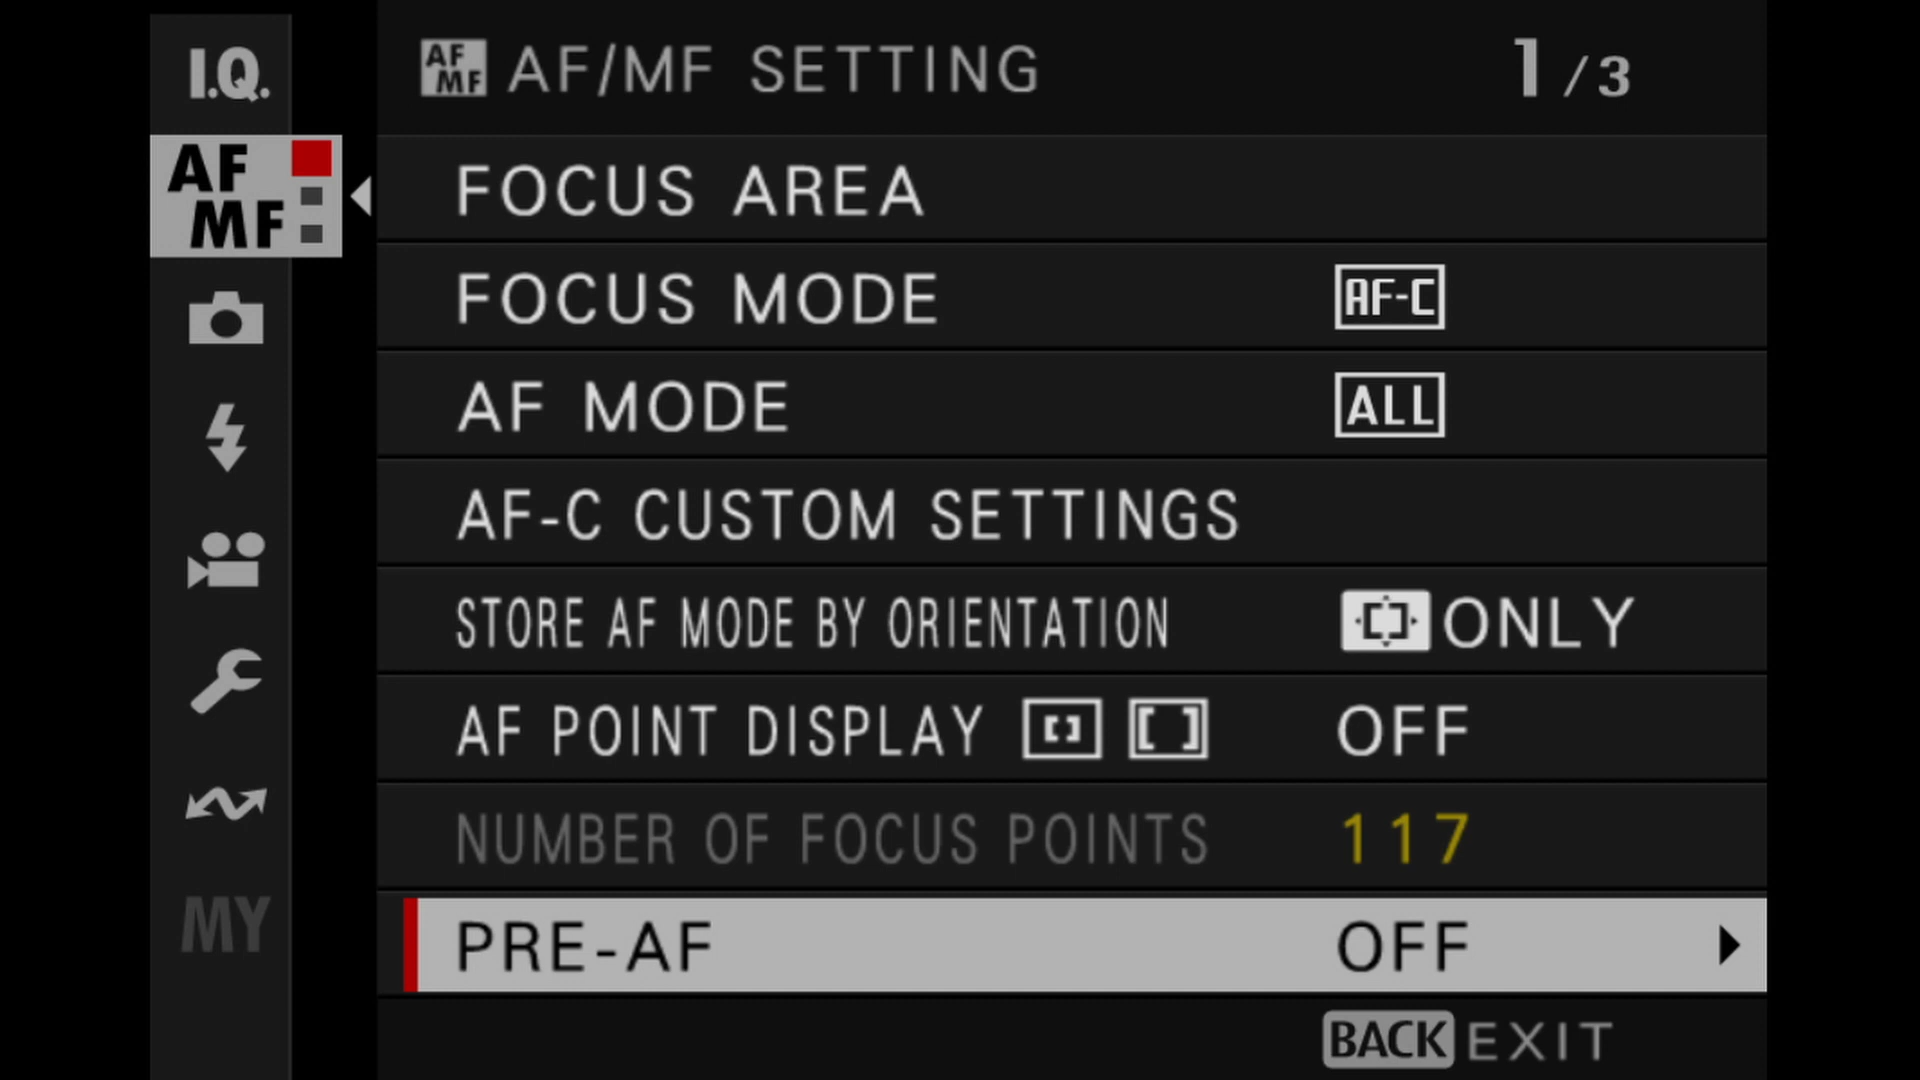 I.Q.
AF MF
MY
AF MF AF/MF SETTING 1/3
FOCUS AREA
FOCUS MODE AF-C
AF MODE ALL
AF-C CUSTOM SETTINGS
STORE AF MODE BY ORIENTATION ONLY
AF POINT DISPLAY OFF
NUMBER OF FOCUS POINTS 117
PRE-AF OFF
BACK EXIT